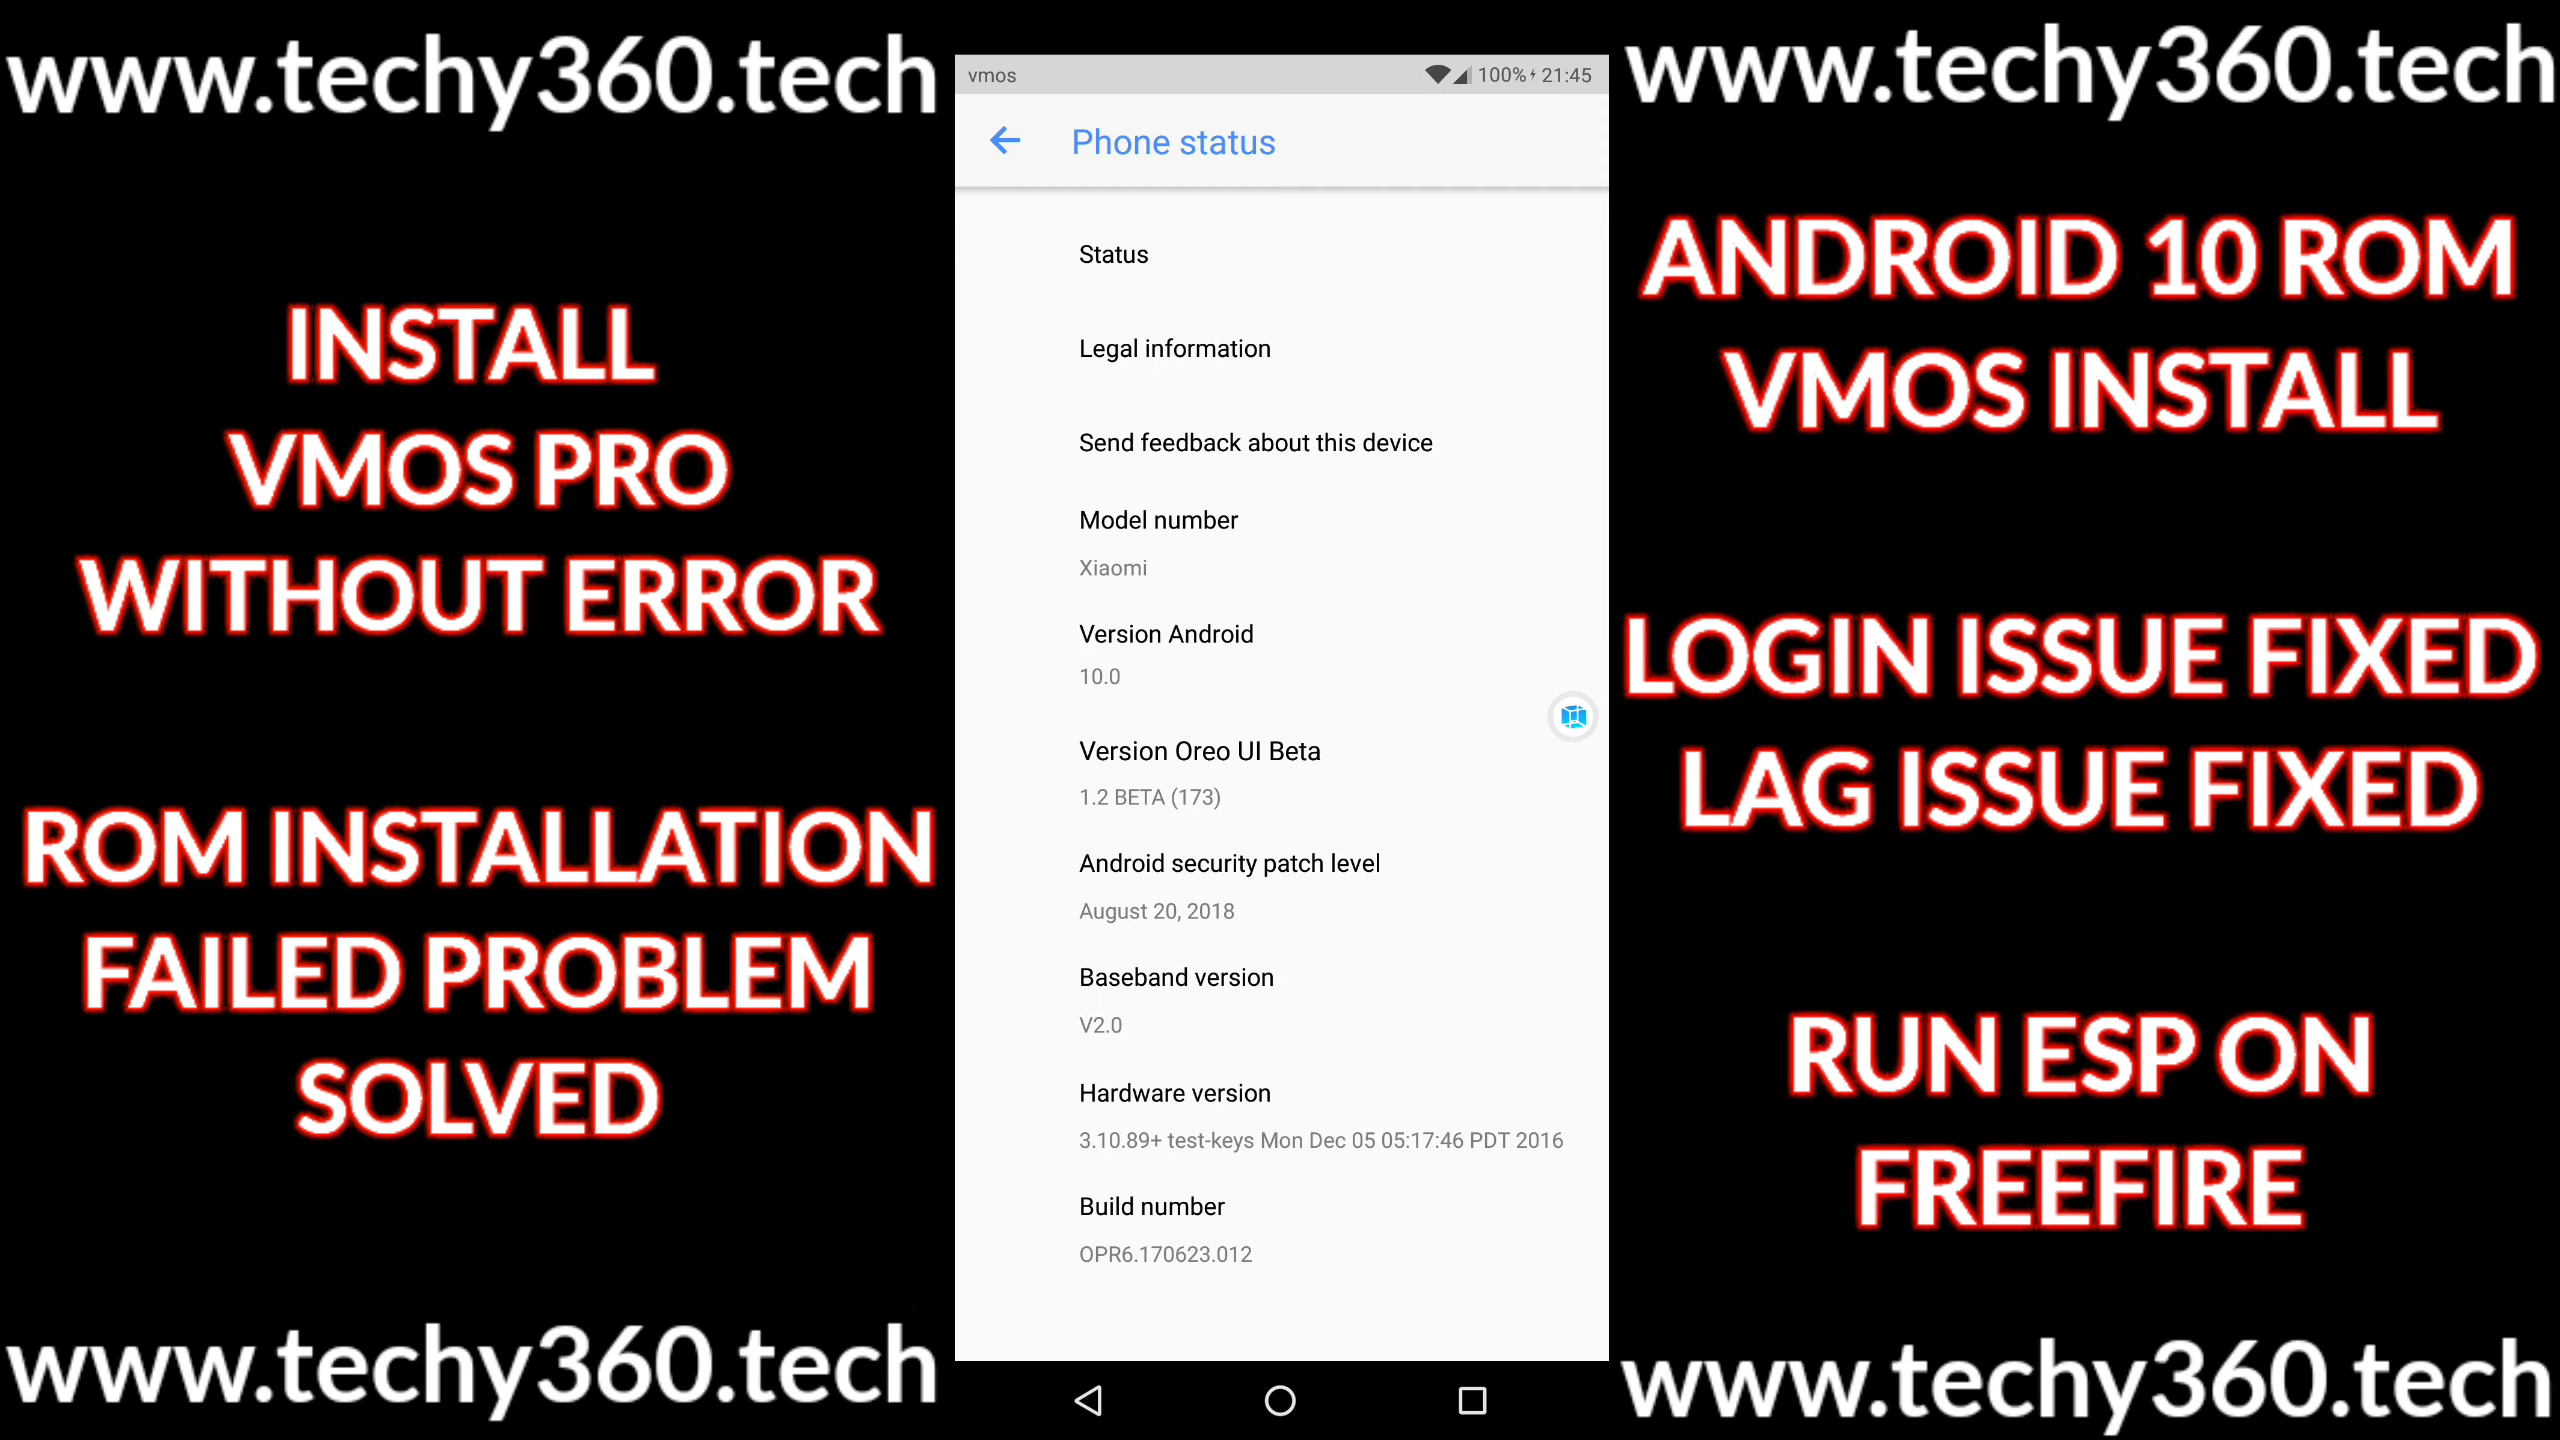 www.techy360.tech
INSTALL
VMOS PRO
WITHOUT ERROR
ROM INSTALLATION
FAILED PROBLEM
SOLVED
www.techy360.tech
vmos
100% 21:45
Phone status
Status
Legal information
Send feedback about this device
Model number
Xiaomi
Version Android
10.0
Version Oreo UI Beta
1.2 BETA (173)
Android security patch level
August 20, 2018
Baseband version
V2.0
Hardware version
3.10.89+ test-keys Mon Dec 05 05:17:46 PDT 2016
Build number
OPR6.170623.012
www.techy360.tech
ANDROID 10 ROM
VMOS INSTALL
LOGIN ISSUE FIXED
LAG ISSUE FIXED
RUN ESP ON
FREEFIRE
www.techy360.tech